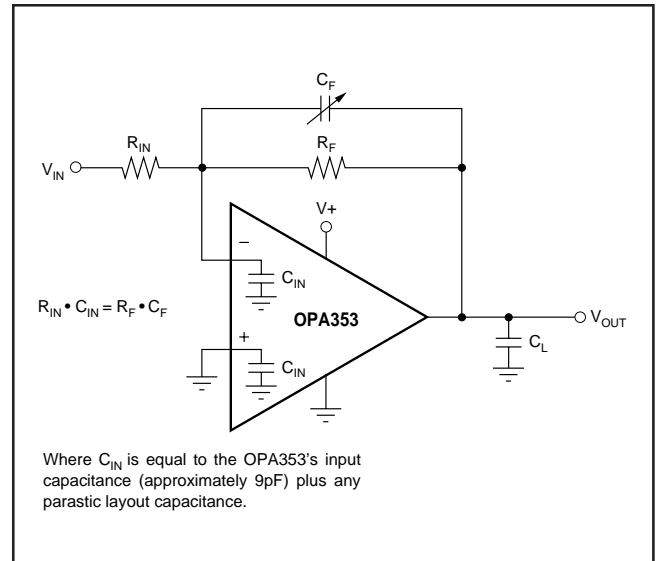 C_F
R_IN
R_F
V_IN
V+
–
C_IN
R_IN • C_IN = R_F • C_F
OPA353
V_OUT
+
C_IN
C_L
Where C_IN is equal to the OPA353's input
capacitance (approximately 9pF) plus any
parastic layout capacitance.